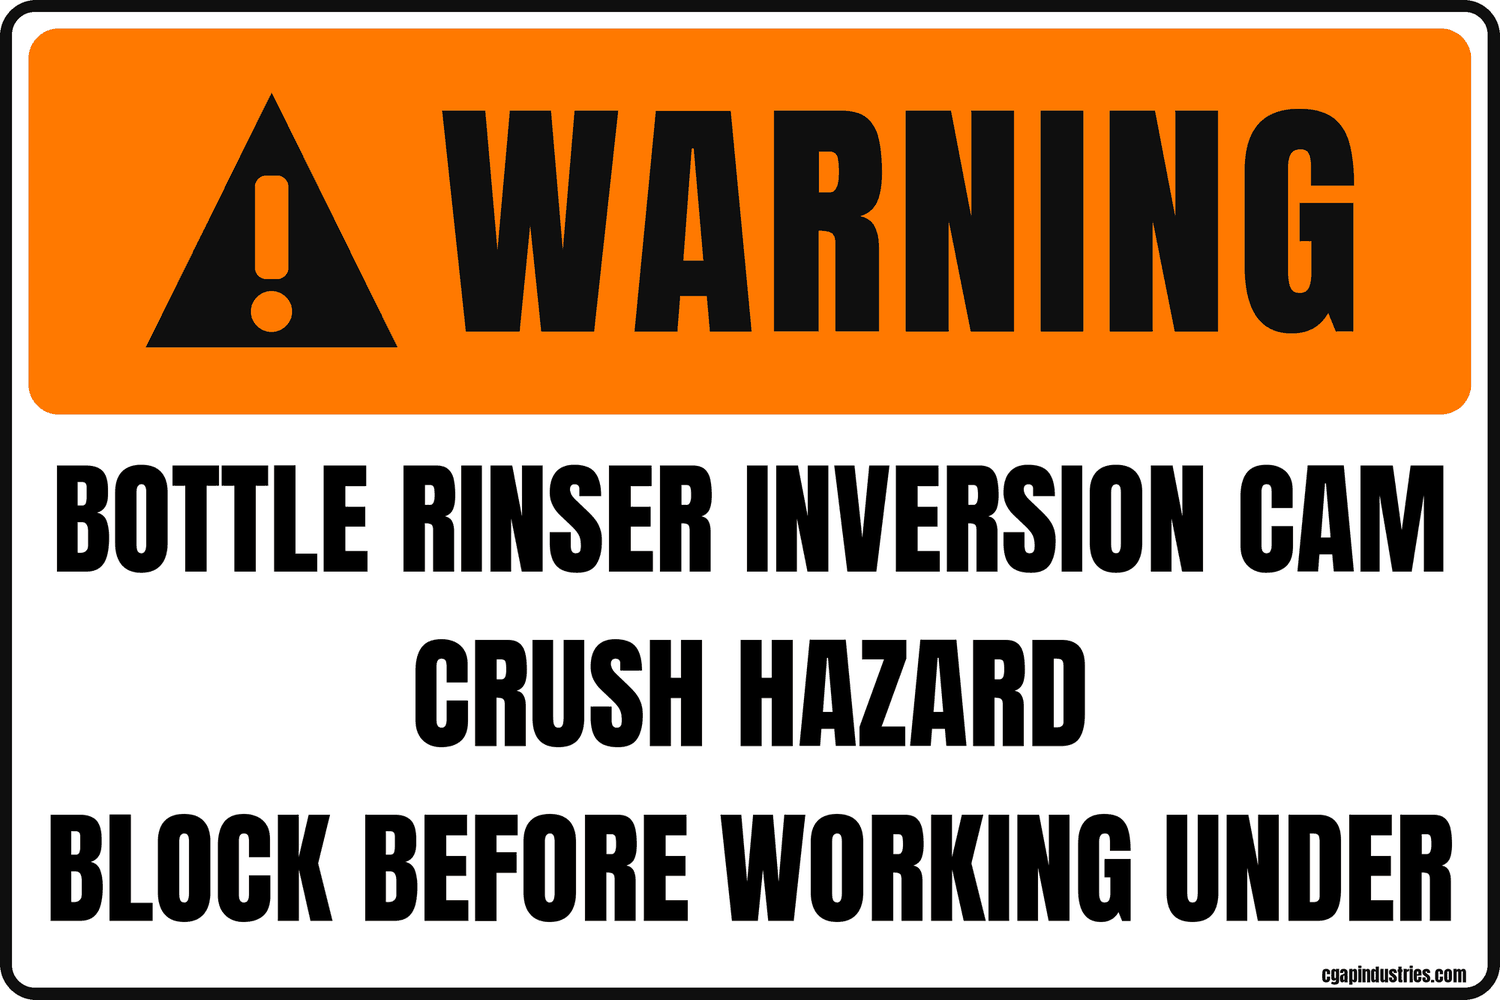 WARNING
BOTTLE RINSER INVERSION CAM
CRUSH HAZARD
BLOCK BEFORE WORKING UNDER
cgapindustries.com